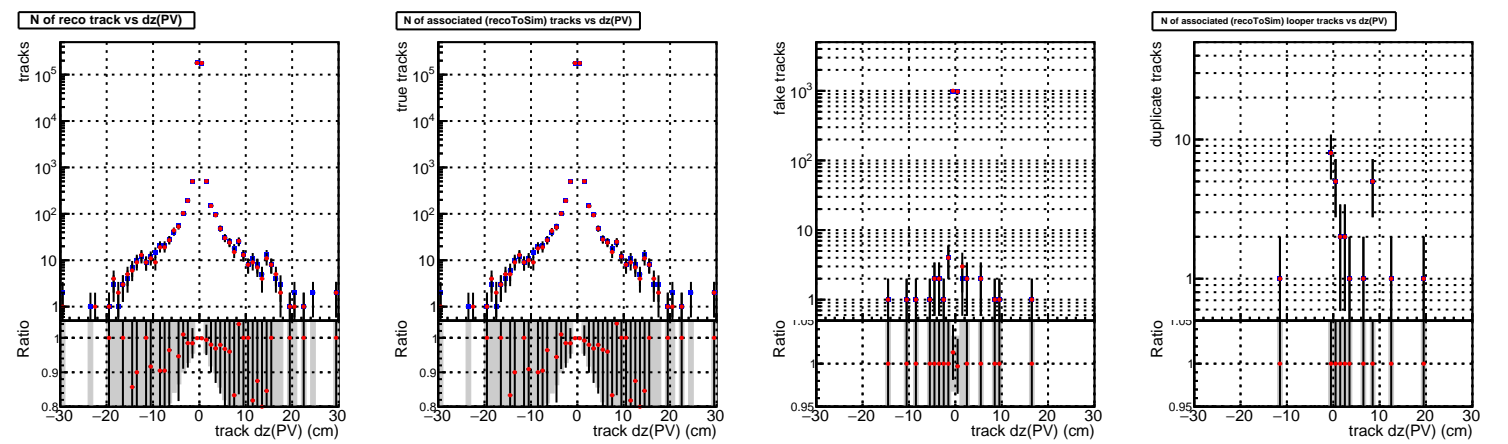 N of reco track vs dz(PV)
tracks
10^5
10^4
10^3
10^2
10
1
Ratio
1
0.9
0.8
−30 −20 −10 0 10 20 30
track dz(PV) (cm)
N of associated (recoToSim) tracks vs dz(PV)
true tracks
10^5
10^4
10^3
10^2
10
1
Ratio
1
0.9
0.8
−30 −20 −10 0 10 20 30
track dz(PV) (cm)
fake tracks
10^3
10^2
10
1
Ratio
1.05
1
0.95
−30 −20 −10 0 10 20 30
track dz(PV) (cm)
N of associated (recoToSim) looper tracks vs dz(PV)
duplicate tracks
10
1
Ratio
1.05
1
0.95
−30 −20 −10 0 10 20 30
track dz(PV) (cm)